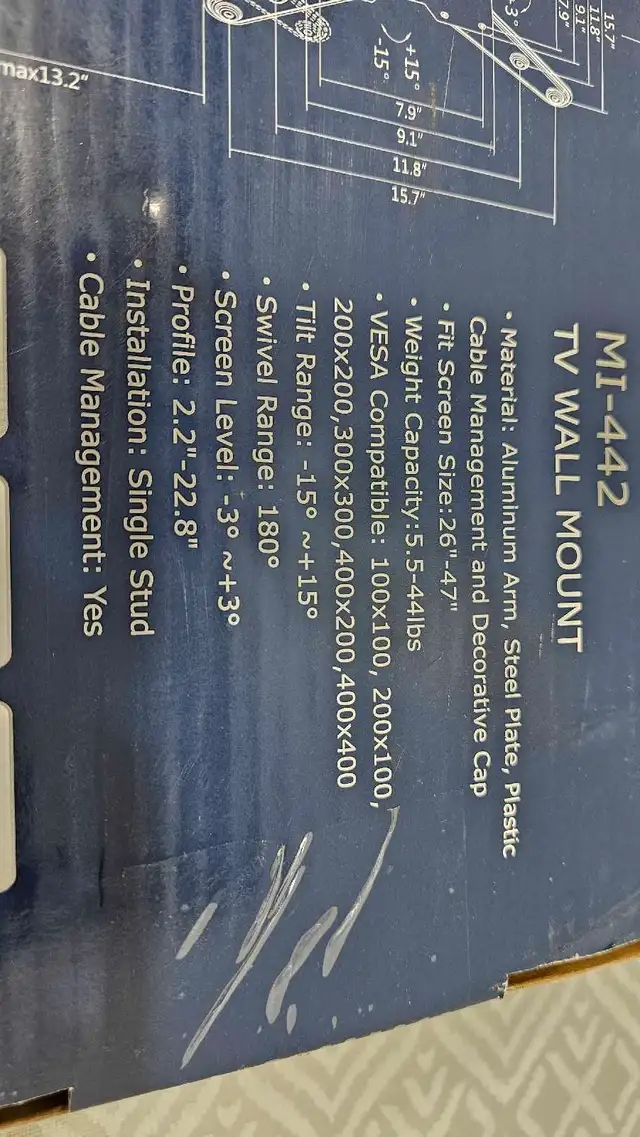 MI-442
TV WALL MOUNT
• Material: Aluminum Arm, Steel Plate, Plastic
Cable Management and Decorative Cap
• Fit Screen Size:26"-47"
• Weight Capacity:5.5-44lbs
• VESA Compatible: 100x100, 200x100,
200x200,300x300,400x200,400x400
• Tilt Range: -15° ~+15°
• Swivel Range: 180°
• Screen Level: -3° ~+3°
• Profile: 2.2"-22.8"
• Installation: Single Stud
• Cable Management: Yes
15.7"
11.8"
9.1"
7.9"
+15°
-15°
7.9"
9.1"
11.8"
15.7"
max13.2"